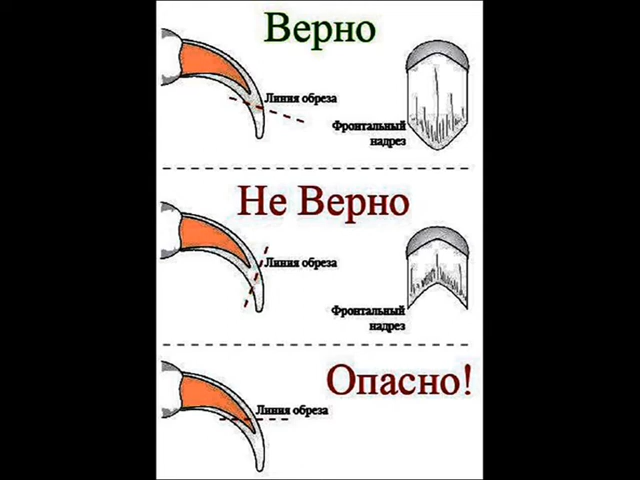 Верно
Линия обреза
Фронтальный
надрез
Не Верно
Линия обреза
Фронтальный
надрез
Опасно!
Линия обреза